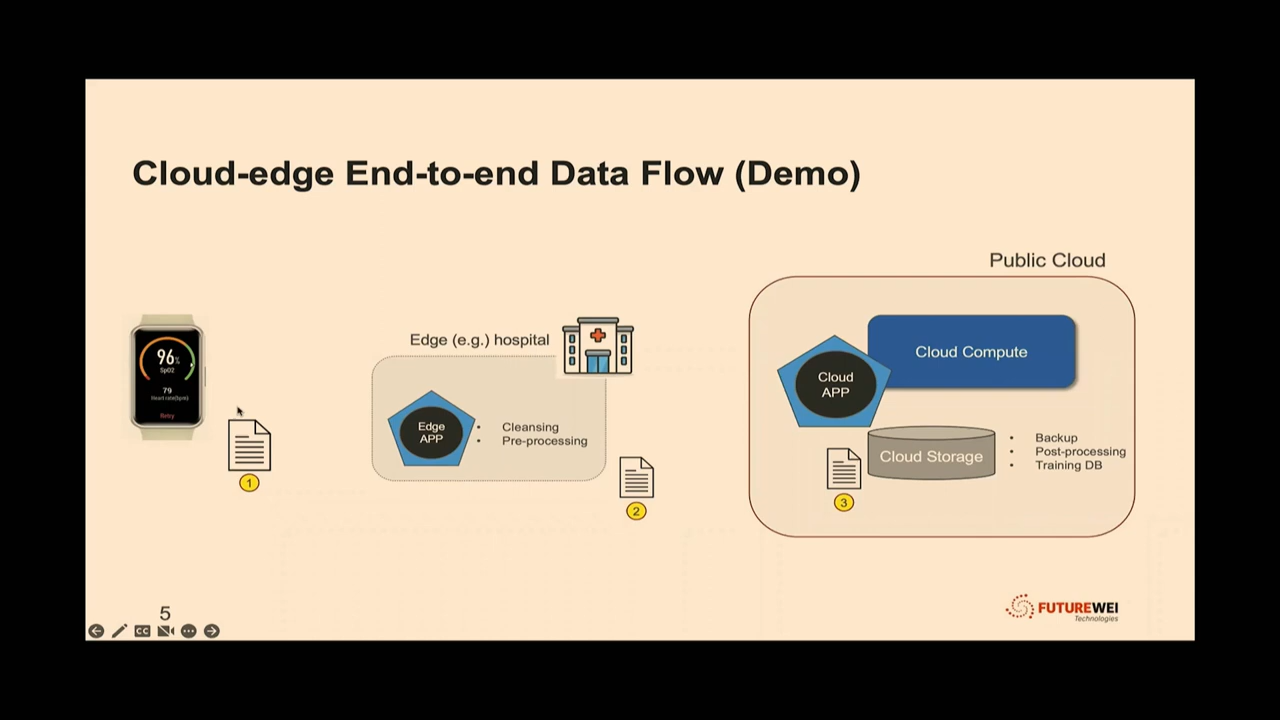 Cloud-edge End-to-end Data Flow (Demo)
Public Cloud
96%
SpO2
79
Heart rate(bpm)
Retry
1
Edge (e.g.) hospital
Edge
APP
• Cleansing
• Pre-processing
2
Cloud Compute
Cloud
APP
Cloud Storage
• Backup
• Post-processing
• Training DB
3
FUTUREWEI
Technologies
5
CC